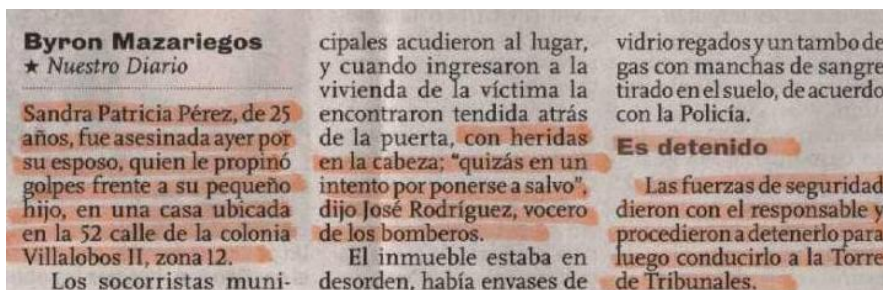 Byron Mazariegos
★ Nuestro Diario
Sandra Patricia Pérez, de 25
años, fue asesinada ayer por
su esposo, quien le propinó
golpes frente a su pequeño
hijo, en una casa ubicada
en la 52 calle de la colonia
Villalobos II, zona 12.
Los socorristas muni-
cipales acudieron al lugar,
y cuando ingresaron a la
vivienda de la víctima la
encontraron tendida atrás
de la puerta, con heridas
en la cabeza; "quizás en un
intento por ponerse a salvo",
dijo José Rodríguez, vocero
de los bomberos.
El inmueble estaba en
desorden, había envases de
vidrio regados y un tambo de
gas con manchas de sangre
tirado en el suelo, de acuerdo
con la Policía.
Es detenido
Las fuerzas de seguridad
dieron con el responsable y
procedieron a detenerlo para
luego conducirlo a la Torre
de Tribunales.